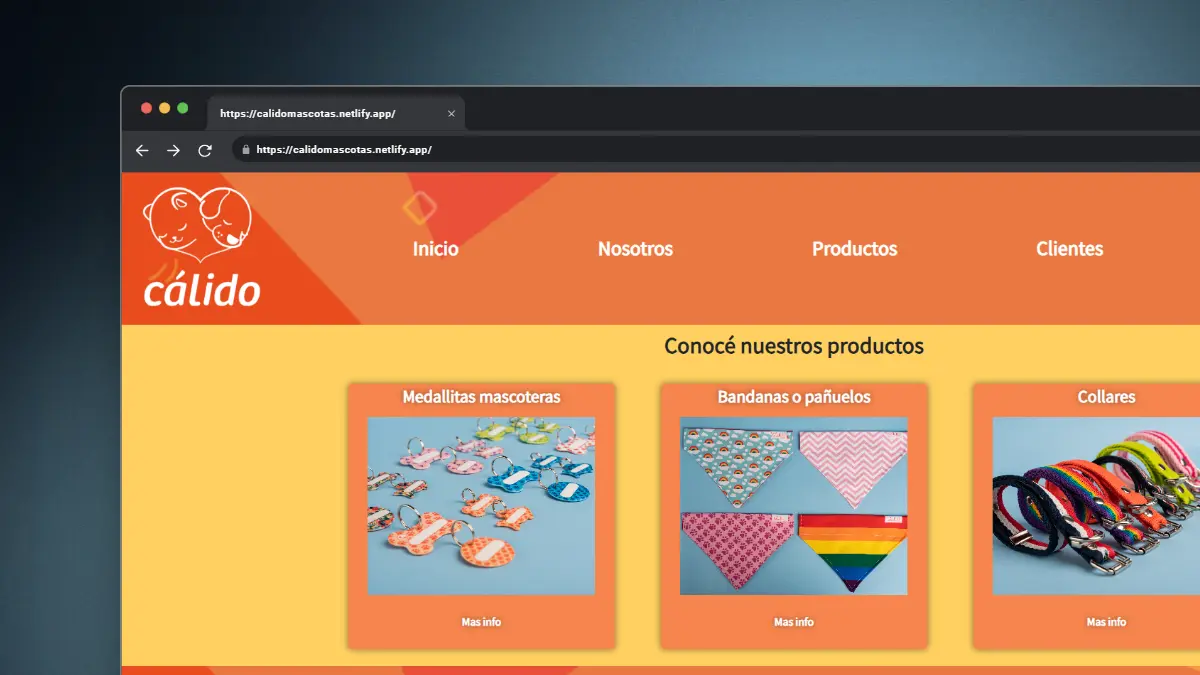 https://calidomascotas.netlify.app/
https://calidomascotas.netlify.app/
cálido
Inicio Nosotros Productos Clientes
Conocé nuestros productos
Medallitas mascoteras Bandanas o pañuelos Collares
Mas info Mas info Mas info